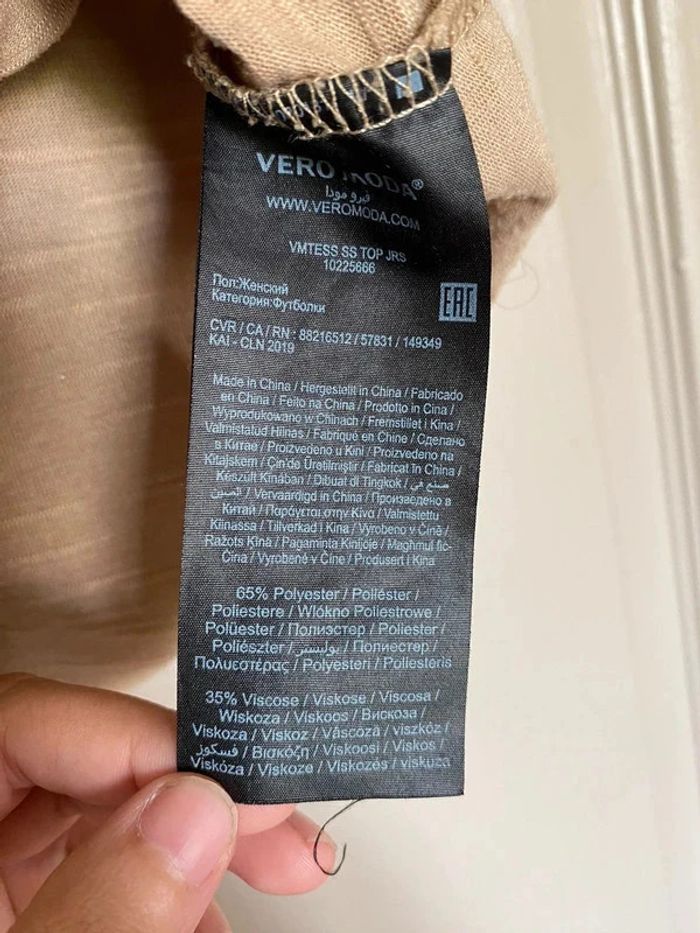 VERO MODA®
فيرو مودا
WWW.VEROMODA.COM
VMTESS SS TOP JRS
10225666
Пол:Женский
Категория:Футболки
EAC
CVR / CA / RN : 88216512 / 57831 / 149349
KAI - CLN 2019
Made in China / Hergestellt in China / Fabricado
en China / Feito na China / Prodotto in Cina /
Wyprodukowano w Chinach / Fremstillet i Kina /
Valmistatud Hiinas / Fabriqué en Chine / Сделано
в Китае / Proizvedeno u Kini / Proizvedeno na
Kitajskem / Çin'de Üretilmiştir / Fabricat în China /
Készült Kínában / Dibuat di Tingkok / صنع في
الصين / Vervaardigd in China / Произведено в
Китай / Παράγεται στην Κίνα / Valmistettu
Kiinassa / Tillverkad i Kina / Vyrobeno v Číně /
Ražots Ķīnā / Pagaminta Kinijoje / Maghmul fiċ-
Ċina / Vyrobené v Číne / Produsert i Kina
65% Polyester / Poliéster /
Poliestere / Wlókno Poliestrowe /
Polüester / Полиэстер / Poliester /
Poliészter / بوليستر / Полиестер /
Πολυεστέρας / Polyesteri / Poliesteris
35% Viscose / Viskose / Viscosa /
Wiskoza / Viskoos / Вискоза /
Viskoza / Viskoz / Vâscoză / viszkóz /
فسكوز / Βισκόζη / Viskoosi / Viskos /
Viskóza / Viskoze / Viskozės / viskuża